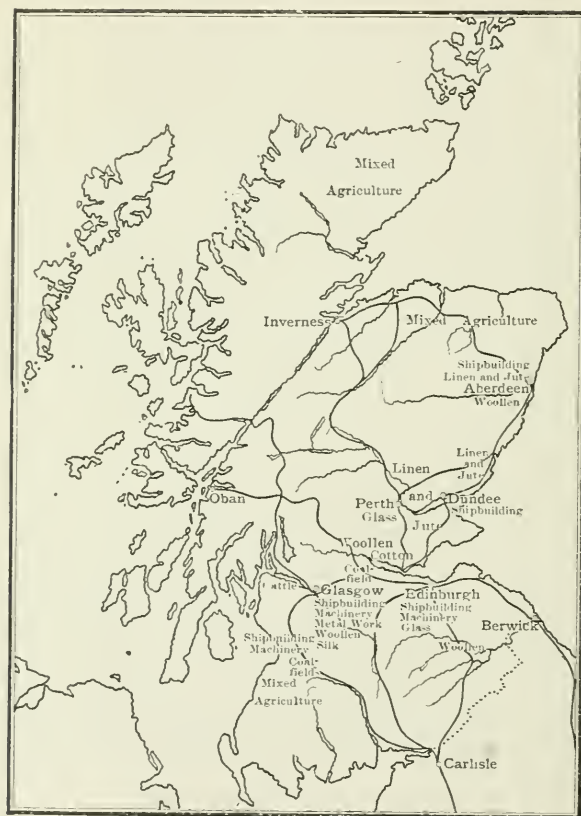 Mixed
Agriculture
Inverness
Mixed Agriculture
Shipbuilding
Linen and Jute
Aberdeen
Woollen
Linen
and
Jute
Linen
Oban
Perth and Dundee
Glass
Shipbuilding
Jute
Woollen
Cotton
Coal-
field
Cattle
Glasgow
Edinburgh
Shipbuilding
Machinery
Metal Work
Woollen
Silk
Shipbuilding
Machinery
Glass
Berwick
Woollen
Shipbuilding
Machinery
Coal-
fields
Mixed
Agriculture
Carlisle